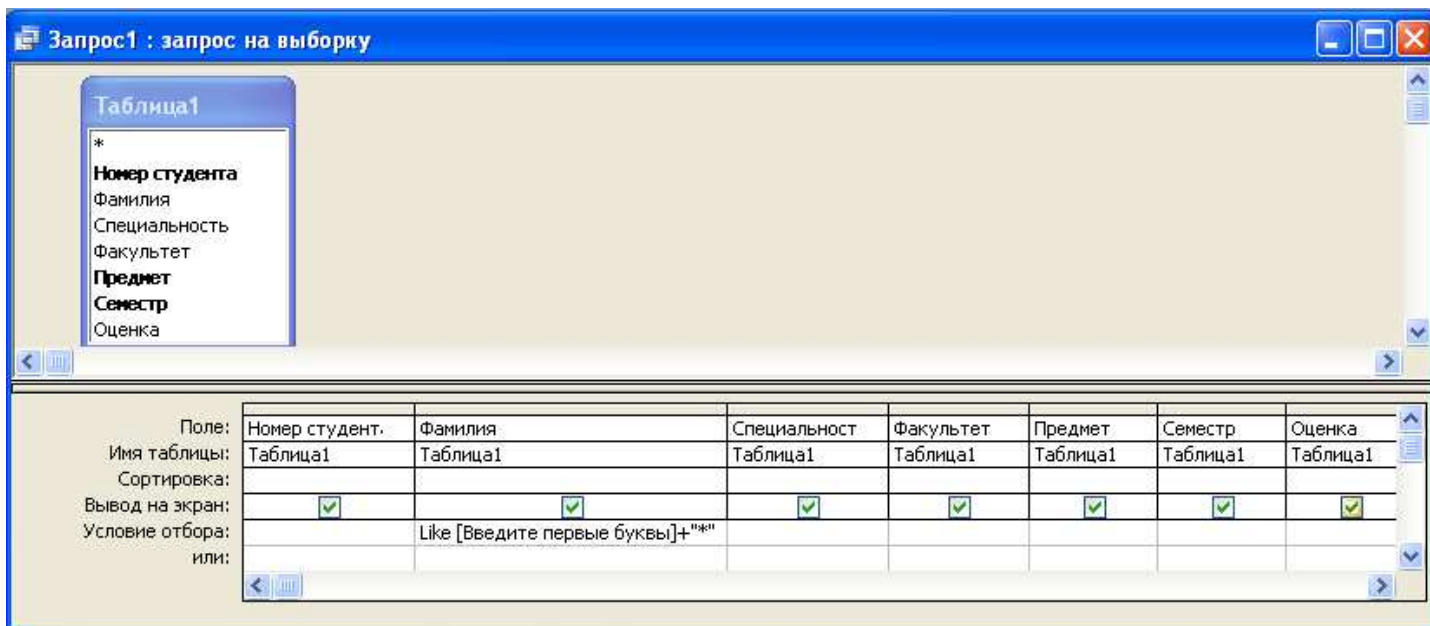 Запрос1 : запрос на выборку
Таблица1
*
Номер студента
Фамилия
Специальность
Факультет
Предмет
Семестр
Оценка
Поле: Номер студент. Фамилия Специальност Факультет Предмет Семестр Оценка
Имя таблицы: Таблица1 Таблица1 Таблица1 Таблица1 Таблица1 Таблица1 Таблица1
Сортировка:
Вывод на экран:
Условие отбора: Like [Введите первые буквы]+"*"
или: